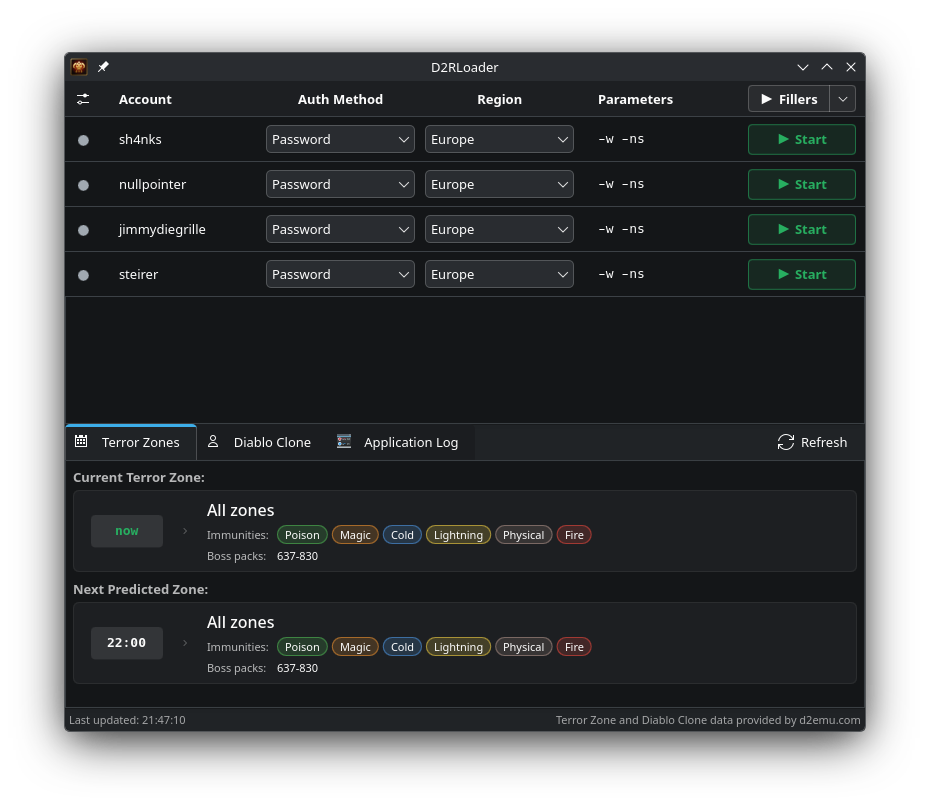 D2RLoader
Account Auth Method Region Parameters Fillers
sh4nks Password Europe -w -ns Start
nullpointer Password Europe -w -ns Start
jimmydiegrille Password Europe -w -ns Start
steirer Password Europe -w -ns Start
Terror Zones Diablo Clone Application Log Refresh
Current Terror Zone:
All zones
now
Immunities: Poison Magic Cold Lightning Physical Fire
Boss packs: 637-830
Next Predicted Zone:
All zones
22:00
Immunities: Poison Magic Cold Lightning Physical Fire
Boss packs: 637-830
Last updated: 21:47:10 Terror Zone and Diablo Clone data provided by d2emu.com